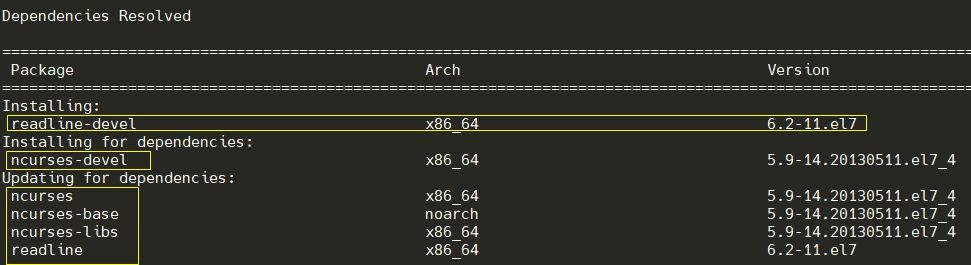 Dependencies Resolved
================================================================================================================
Package Arch Version
================================================================================================================
Installing:
readline-devel x86_64 6.2-11.el7
Installing for dependencies:
ncurses-devel x86_64 5.9-14.20130511.el7_4
Updating for dependencies:
ncurses x86_64 5.9-14.20130511.el7_4
ncurses-base noarch 5.9-14.20130511.el7_4
ncurses-libs x86_64 5.9-14.20130511.el7_4
readline x86_64 6.2-11.el7